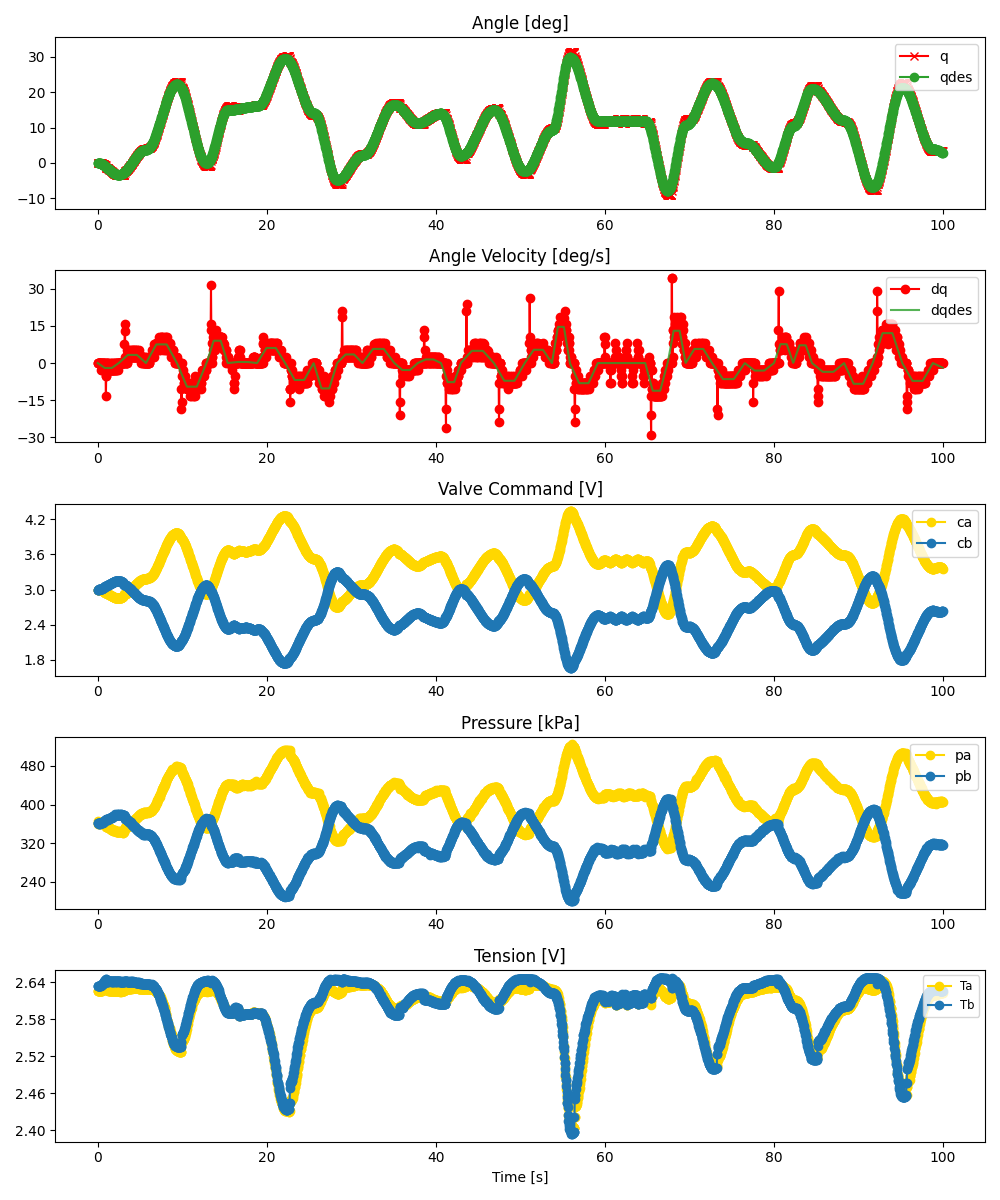 Angle [deg]
30
20
10
0
−10
q
qdes
0 20 40 60 80 100
Angle Velocity [deg/s]
30
15
0
−15
−30
dq
dqdes
0 20 40 60 80 100
Valve Command [V]
4.2
3.6
3.0
2.4
1.8
ca
cb
0 20 40 60 80 100
Pressure [kPa]
480
400
320
240
pa
pb
0 20 40 60 80 100
Tension [V]
2.64
2.58
2.52
2.46
2.40
Ta
Tb
0 20 40 60 80 100
Time [s]